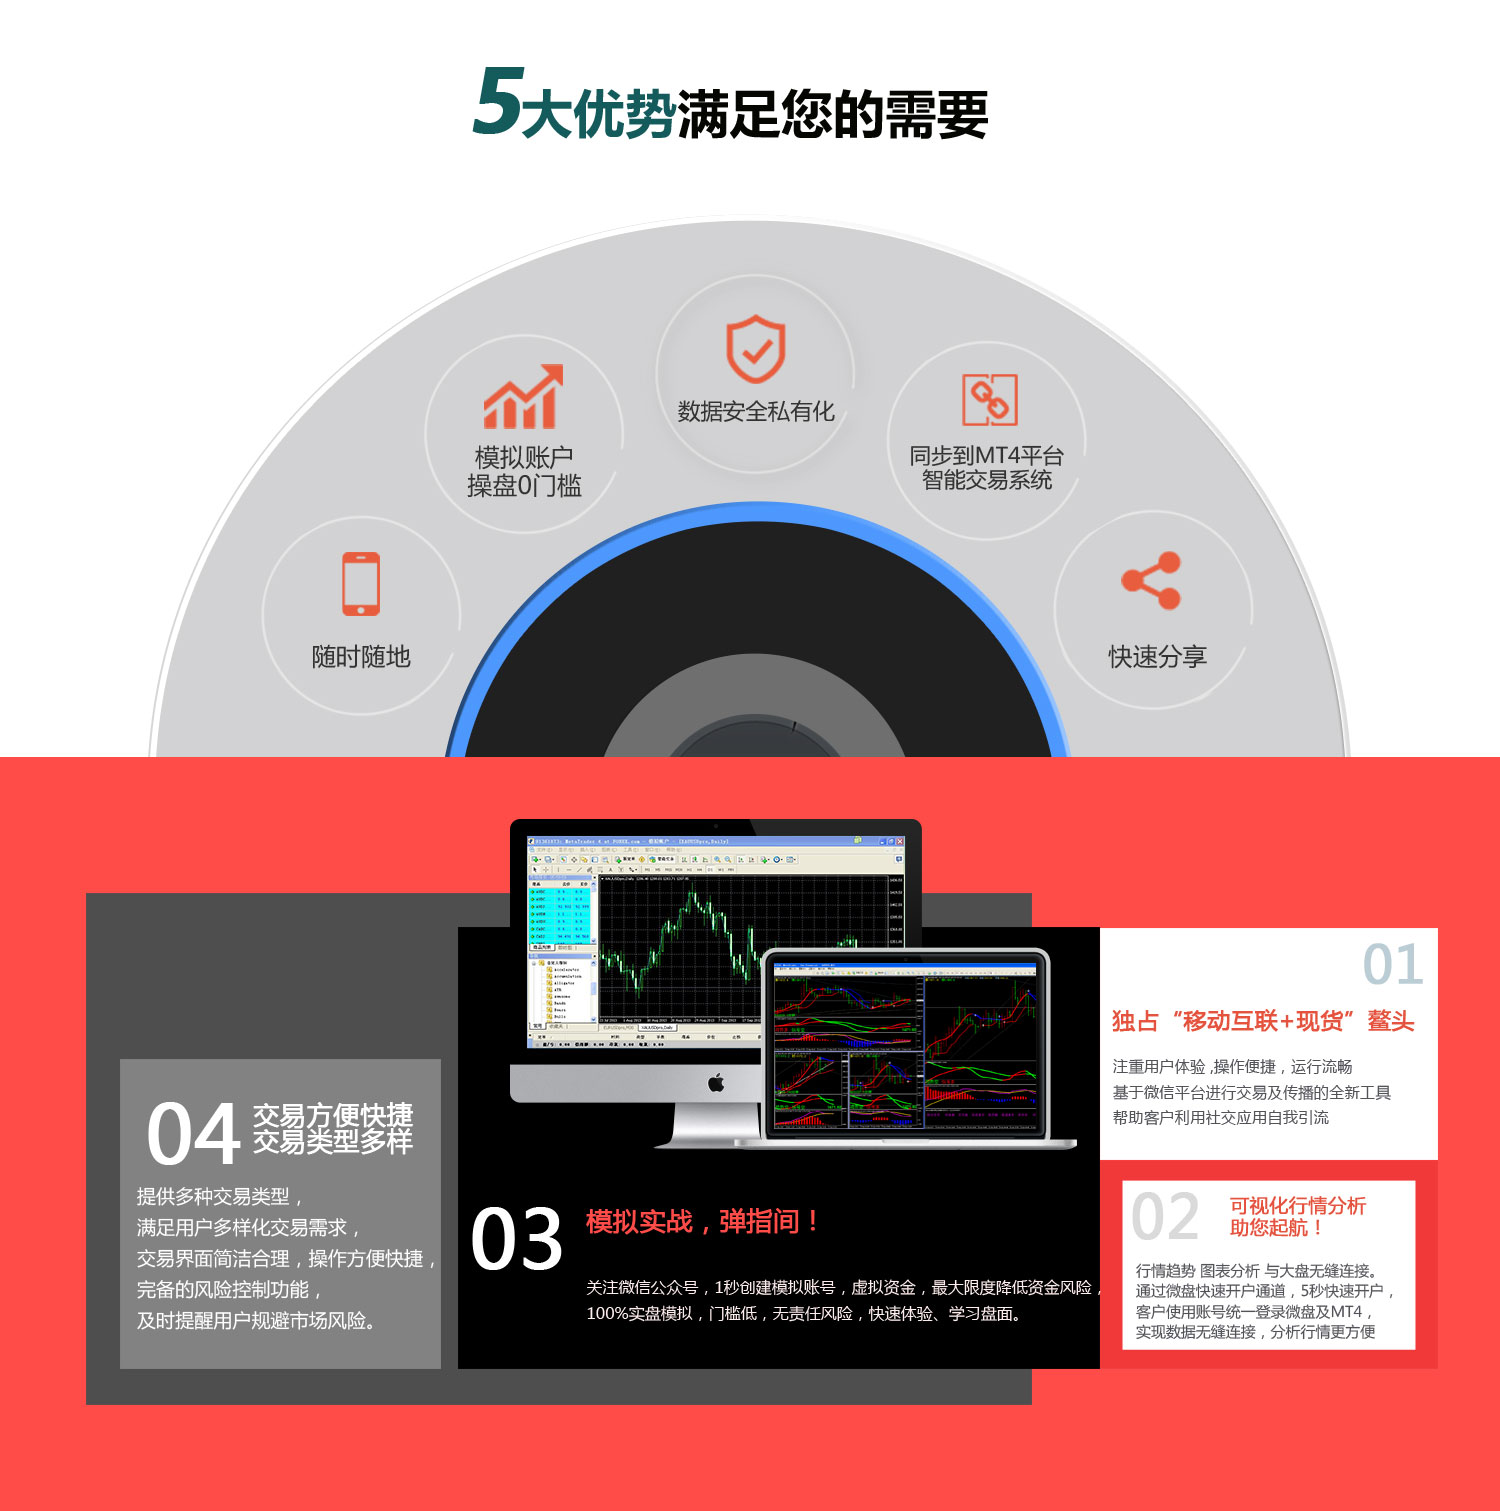 5大优势满足您的需要
数据安全私有化
模拟账户
操盘0门槛
同步到MT4平台
智能交易系统
随时随地
快速分享
01
独占“移动互联+现货”鳌头
注重用户体验,操作便捷，运行流畅
基于微信平台进行交易及传播的全新工具
帮助客户利用社交应用自我引流
02
可视化行情分析
助您起航！
行情趋势 图表分析 与大盘无缝连接。
通过微盘快速开户通道，5秒快速开户，
客户使用账号统一登录微盘及MT4，
实现数据无缝连接，分析行情更方便
03
模拟实战，弹指间！
关注微信公众号，1秒创建模拟账号，虚拟资金，最大限度降低资金风险，
100%实盘模拟，门槛低，无责任风险，快速体验、学习盘面。
04
交易方便快捷
交易类型多样
提供多种交易类型，
满足用户多样化交易需求，
交易界面简洁合理，操作方便快捷，
完备的风险控制功能，
及时提醒用户规避市场风险。